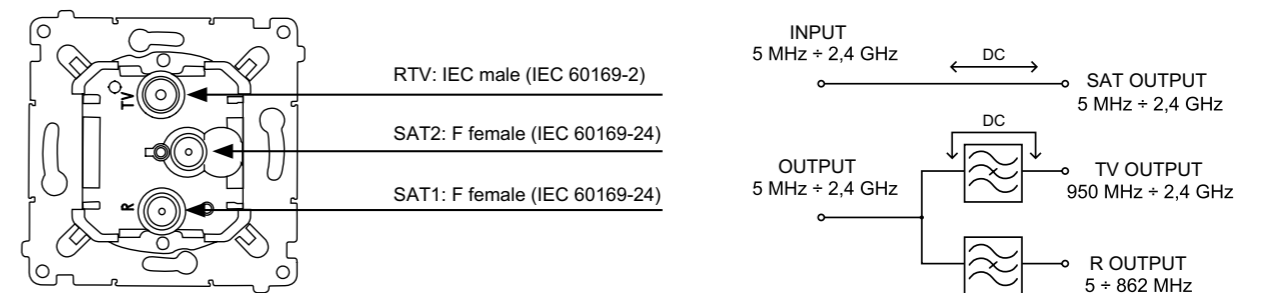 TV
R
RTV: IEC male (IEC 60169-2)
SAT2: F female (IEC 60169-24)
SAT1: F female (IEC 60169-24)
INPUT
5 MHz ÷ 2,4 GHz
DC
SAT OUTPUT
5 MHz ÷ 2,4 GHz
DC
OUTPUT
5 MHz ÷ 2,4 GHz
TV OUTPUT
950 MHz ÷ 2,4 GHz
R OUTPUT
5 ÷ 862 MHz